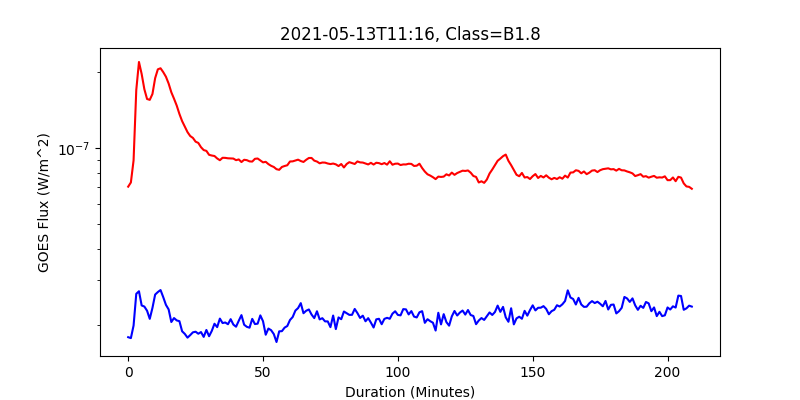 2021-05-13T11:16, Class=B1.8
GOES Flux (W/m^2)
10⁻⁷
0 50 100 150 200
Duration (Minutes)